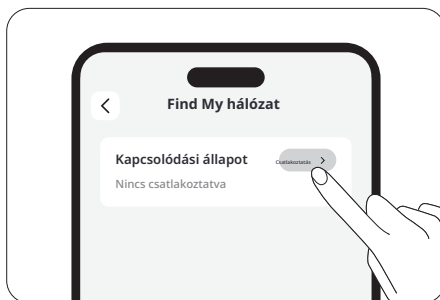 Find My hálózat
Kapcsolódási állapot
Csatlakoztatás
Nincs csatlakoztatva